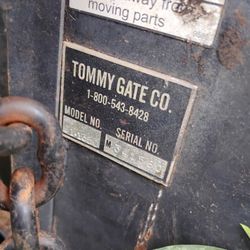 moving parts
TOMMY GATE CO.
1-800-543-8428
MODEL NO.
SERIAL NO.